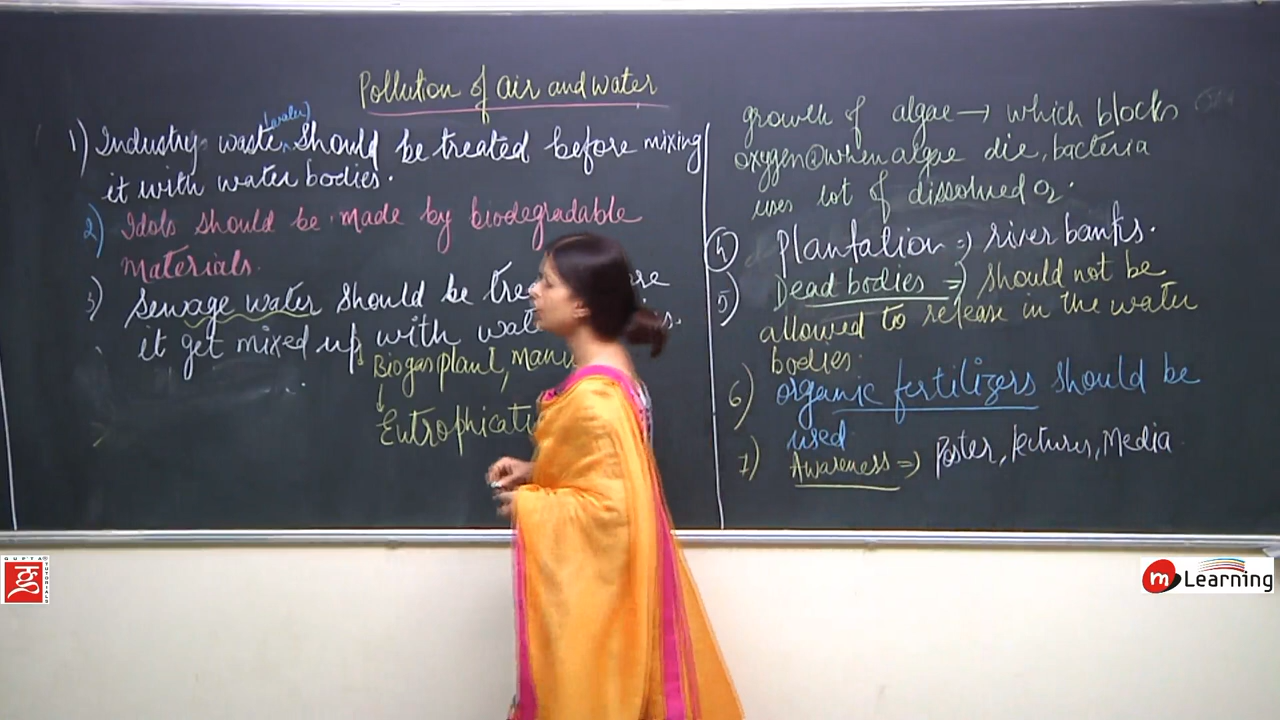 Pollution of air and water
(water)
1) Industry waste should be treated before mixing
it with water bodies.
2) Idols should be made by biodegradable
materials.
3) Sewage water should be
it get mixed up with
Biogas plant,
growth of algae → which blocks
oxygen ② when algae die, bacteria
uses lot of dissolved O2.
④ Plantation ⇒ river banks.
5) Dead bodies ⇒ should not be
allowed to release in the water
bodies.
6) organic fertilizers should be
used
7) Awareness ⇒ Poster, lectures, Media
GUPTA TUTORIALS
m Learning